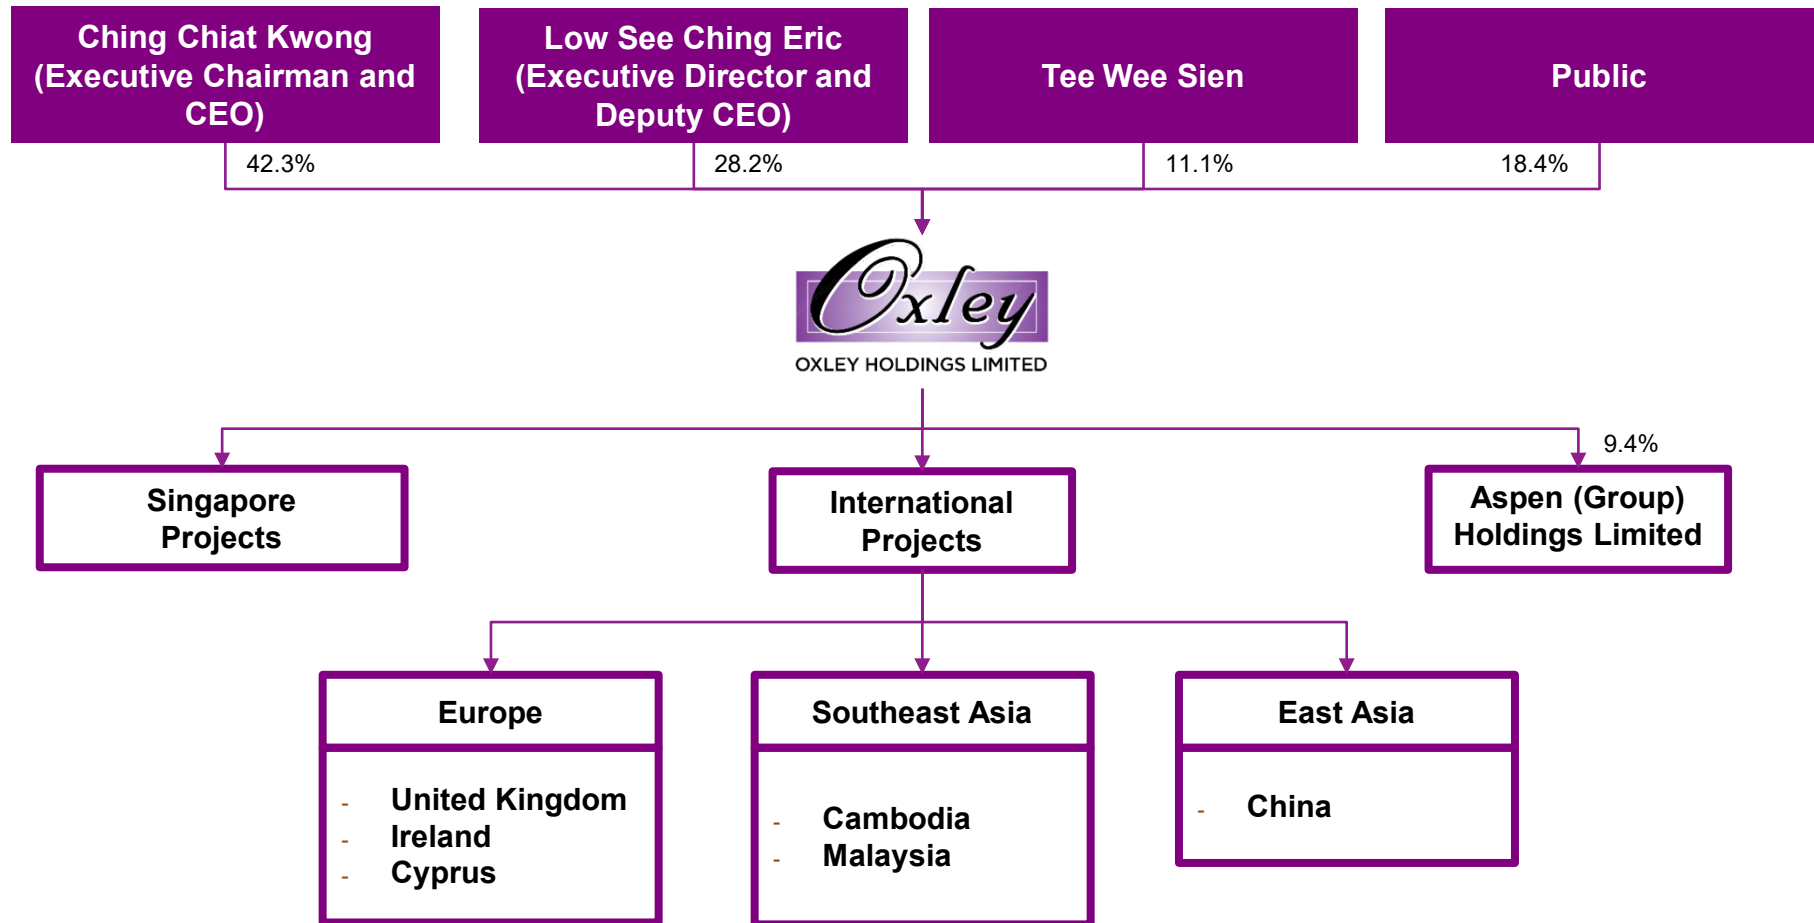 Ching Chiat Kwong
(Executive Chairman and
CEO)
Low See Ching Eric
(Executive Director and
Deputy CEO)
Tee Wee Sien
Public
42.3%
28.2%
11.1%
18.4%
Oxley
OXLEY HOLDINGS LIMITED
9.4%
Singapore
Projects
International
Projects
Aspen (Group)
Holdings Limited
Europe
- United Kingdom
- Ireland
- Cyprus
Southeast Asia
- Cambodia
- Malaysia
East Asia
- China